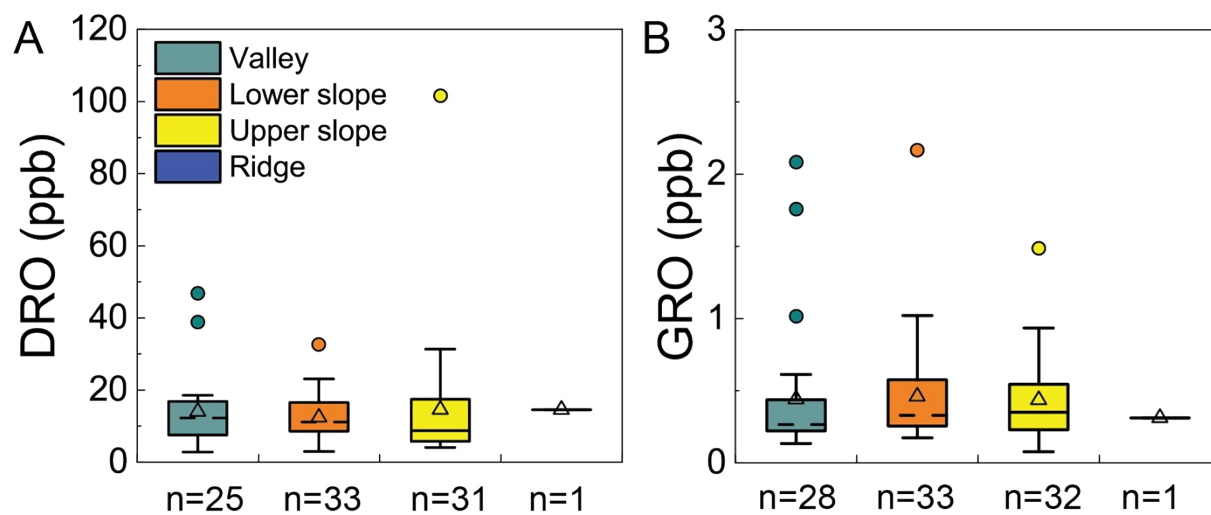 A
DRO (ppb)
120
100
80
60
40
20
0
Valley
Lower slope
Upper slope
Ridge
n=25 n=33 n=31 n=1
B
GRO (ppb)
3
2
1
0
n=28 n=33 n=32 n=1